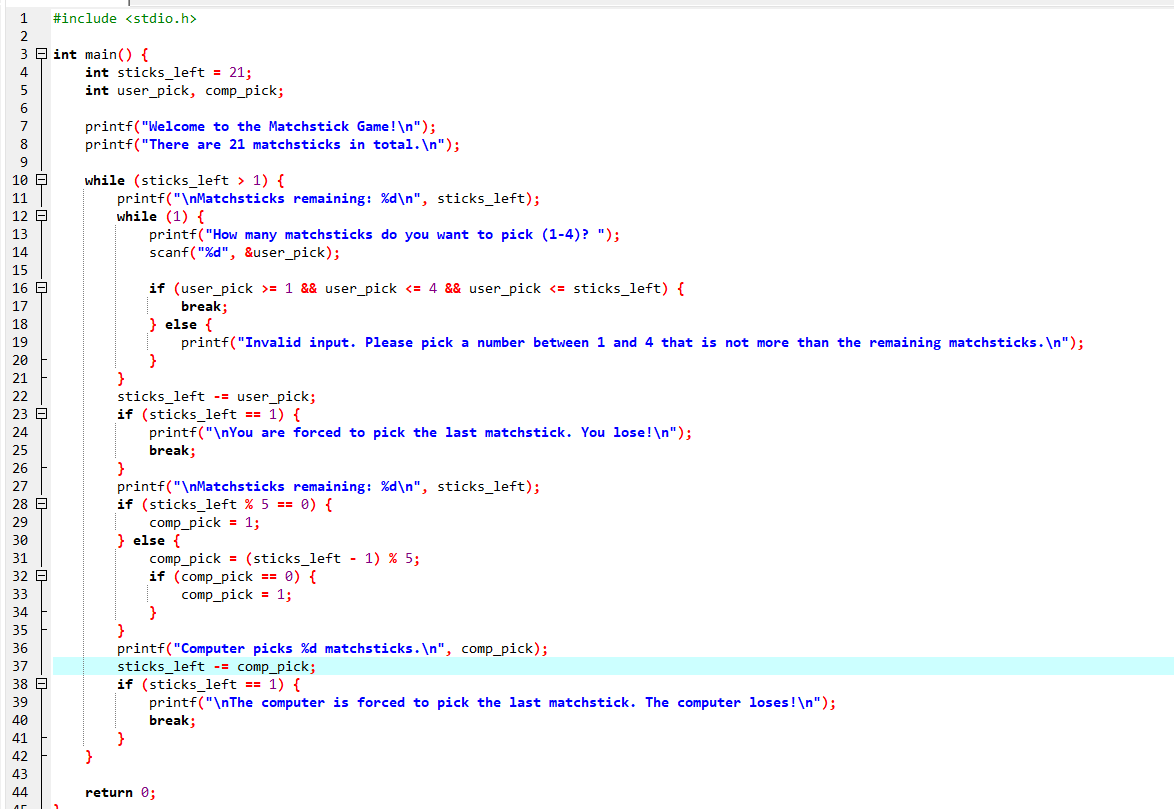 1 #include <stdio.h>
2
3 int main() {
4     int sticks_left = 21;
5     int user_pick, comp_pick;
6
7     printf("Welcome to the Matchstick Game!\n");
8     printf("There are 21 matchsticks in total.\n");
9
10     while (sticks_left > 1) {
11         printf("\nMatchsticks remaining: %d\n", sticks_left);
12         while (1) {
13             printf("How many matchsticks do you want to pick (1-4)? ");
14             scanf("%d", &user_pick);
15
16             if (user_pick >= 1 && user_pick <= 4 && user_pick <= sticks_left) {
17                 break;
18             } else {
19                 printf("Invalid input. Please pick a number between 1 and 4 that is not more than the remaining matchsticks.\n");
20             }
21         }
22         sticks_left -= user_pick;
23         if (sticks_left == 1) {
24             printf("\nYou are forced to pick the last matchstick. You lose!\n");
25             break;
26         }
27         printf("\nMatchsticks remaining: %d\n", sticks_left);
28         if (sticks_left % 5 == 0) {
29             comp_pick = 1;
30         } else {
31             comp_pick = (sticks_left - 1) % 5;
32             if (comp_pick == 0) {
33                 comp_pick = 1;
34             }
35         }
36         printf("Computer picks %d matchsticks.\n", comp_pick);
37         sticks_left -= comp_pick;
38         if (sticks_left == 1) {
39             printf("\nThe computer is forced to pick the last matchstick. The computer loses!\n");
40             break;
41         }
42     }
43
44     return 0;
45 }